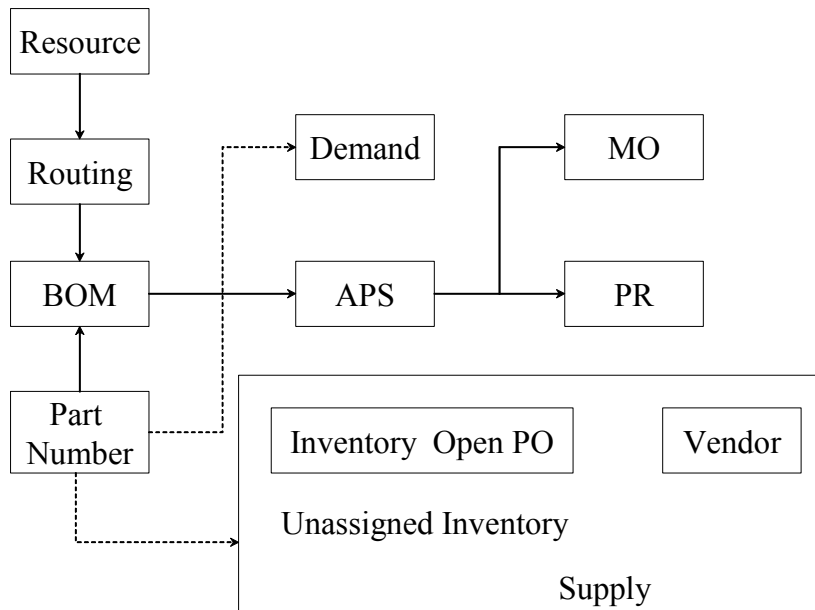 Resource
Demand
MO
Routing
BOM
APS
PR
Part
Number
Inventory Open PO
Vendor
Unassigned Inventory
Supply